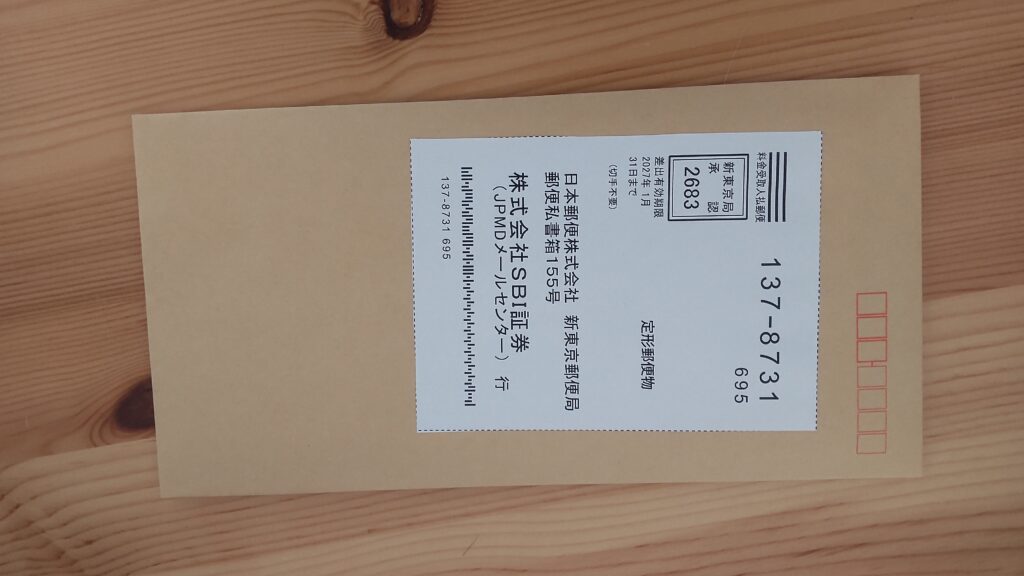 料金受取人払郵便
新東京局
承認
2683
差出有効期限
2027年1月
31日まで
(切手不要)
137-8731
695
定形郵便物
日本郵便株式会社 新東京郵便局
郵便私書箱155号
株式会社SBI証券
(JPMDメールセンター) 行
137-8731 695